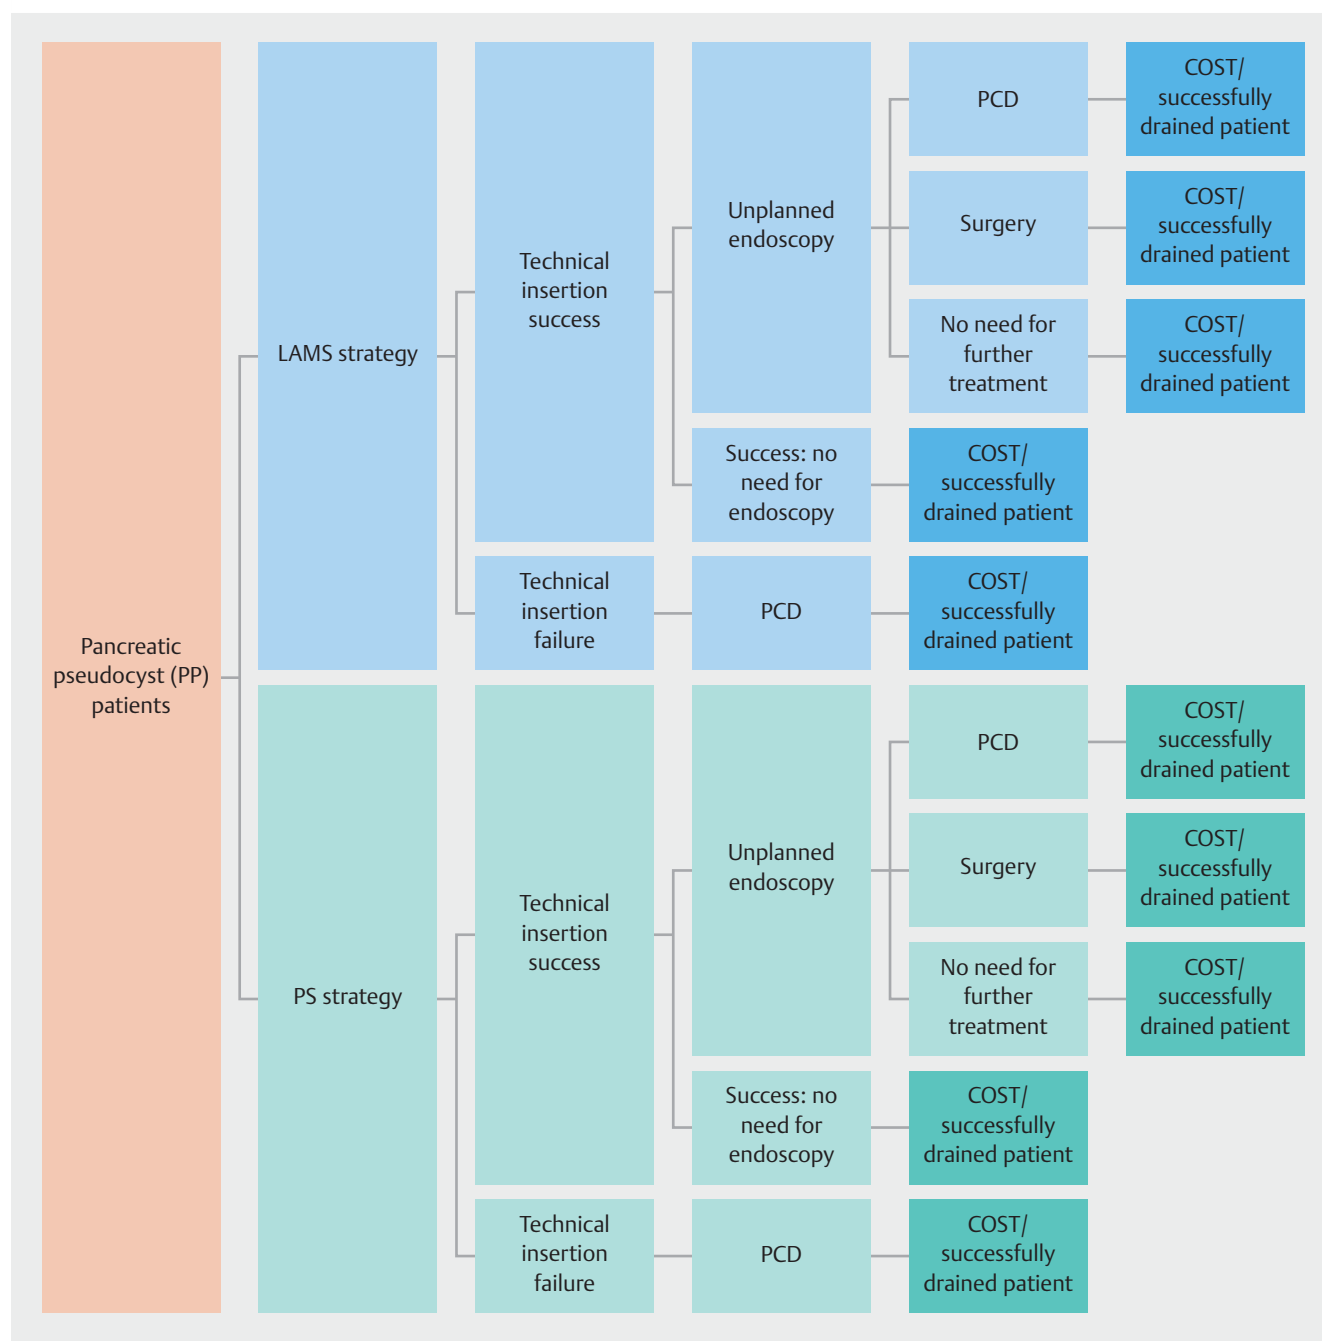 Pancreatic
pseudocyst (PP)
patients
LAMS strategy
Technical
insertion
success
Unplanned
endoscopy
PCD
COST/
successfully
drained patient
Surgery
COST/
successfully
drained patient
No need for
further
treatment
COST/
successfully
drained patient
Success: no
need for
endoscopy
COST/
successfully
drained patient
Technical
insertion
failure
PCD
COST/
successfully
drained patient
PS strategy
Technical
insertion
success
Unplanned
endoscopy
PCD
COST/
successfully
drained patient
Surgery
COST/
successfully
drained patient
No need for
further
treatment
COST/
successfully
drained patient
Success: no
need for
endoscopy
COST/
successfully
drained patient
Technical
insertion
failure
PCD
COST/
successfully
drained patient